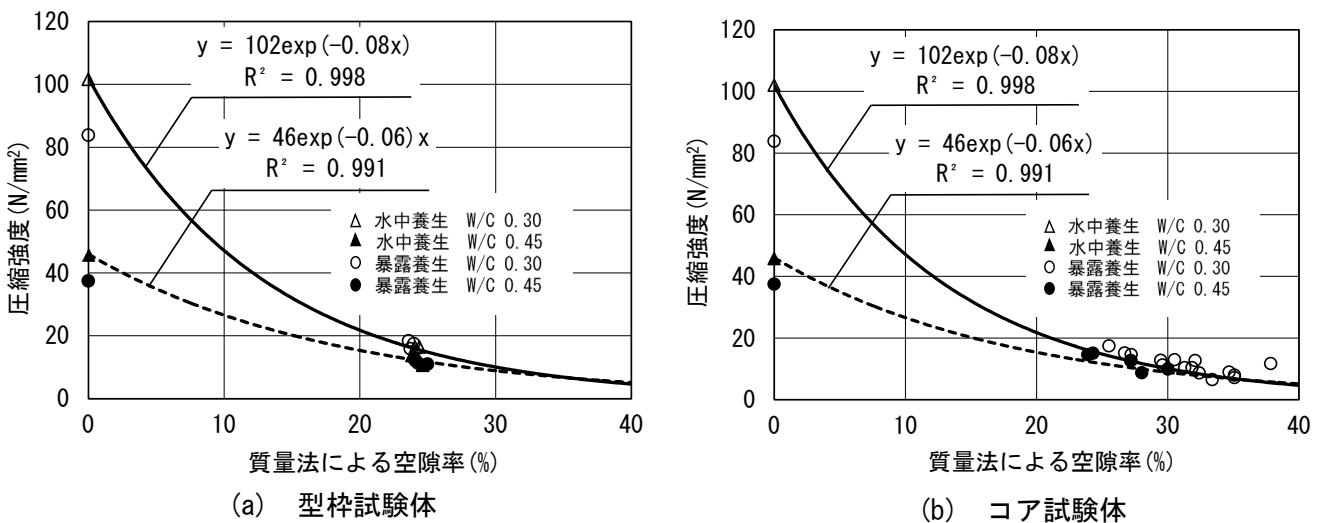 120
100
80
60
40
20
0
圧縮強度(N/mm²)
y = 102exp(-0.08x)
R² = 0.998
y = 46exp(-0.06)x
R² = 0.991
△ 水中養生 W/C 0.30
▲ 水中養生 W/C 0.45
○ 暴露養生 W/C 0.30
● 暴露養生 W/C 0.45
0 10 20 30 40
質量法による空隙率(%)
(a) 型枠試験体
120
100
80
60
40
20
0
圧縮強度(N/mm²)
y = 102exp(-0.08x)
R² = 0.998
y = 46exp(-0.06x)
R² = 0.991
△ 水中養生 W/C 0.30
▲ 水中養生 W/C 0.45
○ 暴露養生 W/C 0.30
● 暴露養生 W/C 0.45
0 10 20 30 40
質量法による空隙率(%)
(b) コア試験体